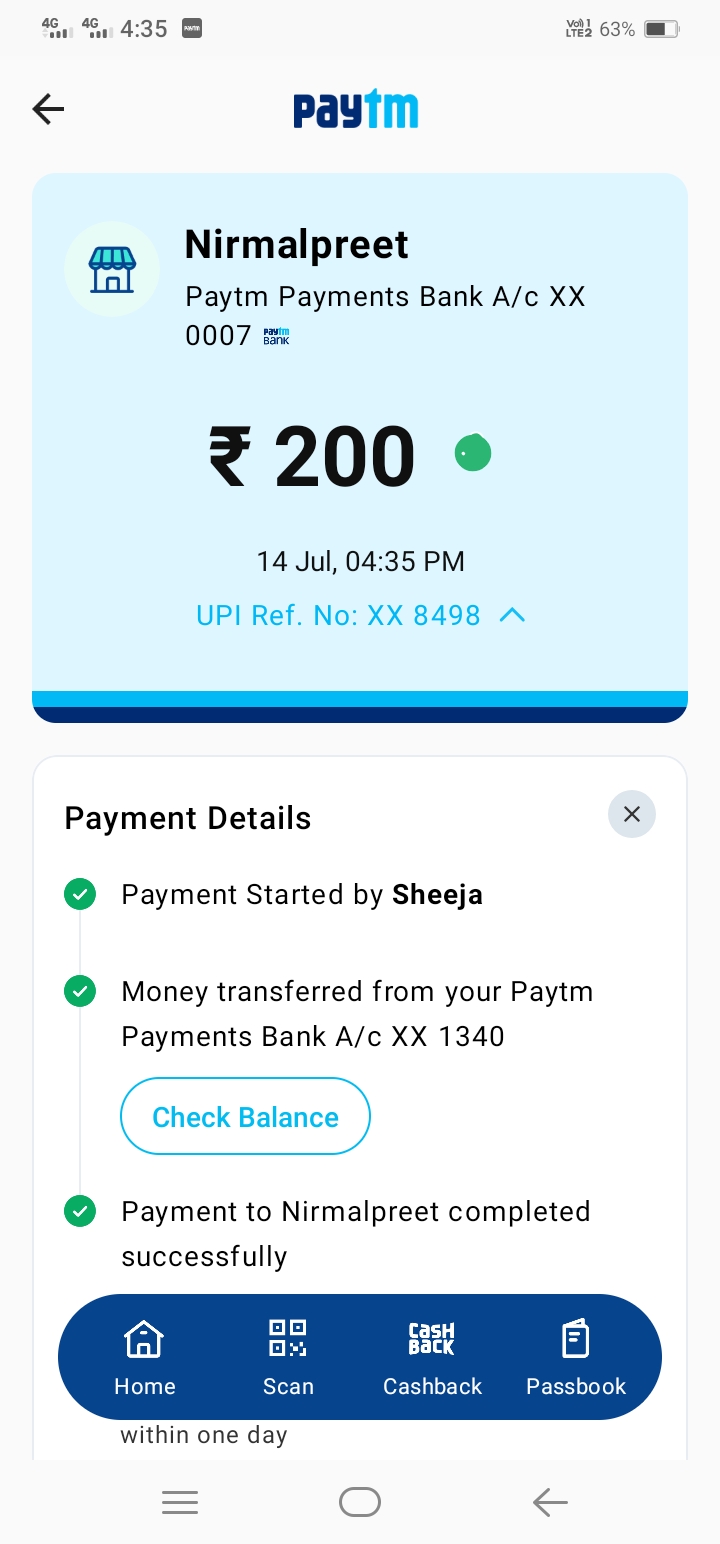 4G 4G 4:35 paytm Vo)) 1 LTE2 63%
paytm
Nirmalpreet
Paytm Payments Bank A/c XX
0007 paytm BANK
₹ 200
14 Jul, 04:35 PM
UPI Ref. No: XX 8498
Payment Details
Payment Started by Sheeja
Money transferred from your Paytm
Payments Bank A/c XX 1340
Check Balance
Payment to Nirmalpreet completed
successfully
CASH BACK
Home Scan Cashback Passbook
within one day